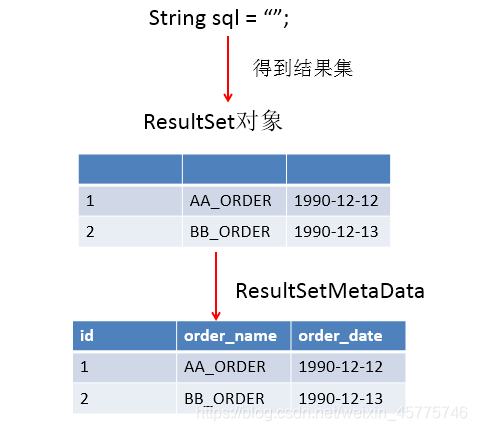 String sql = “”;
得到结果集
ResultSet对象
1 AA_ORDER 1990-12-12
2 BB_ORDER 1990-12-13
ResultSetMetaData
id order_name order_date
1 AA_ORDER 1990-12-12
2 BB_ORDER 1990-12-13
https://blog.csdn.net/weixin_45775746